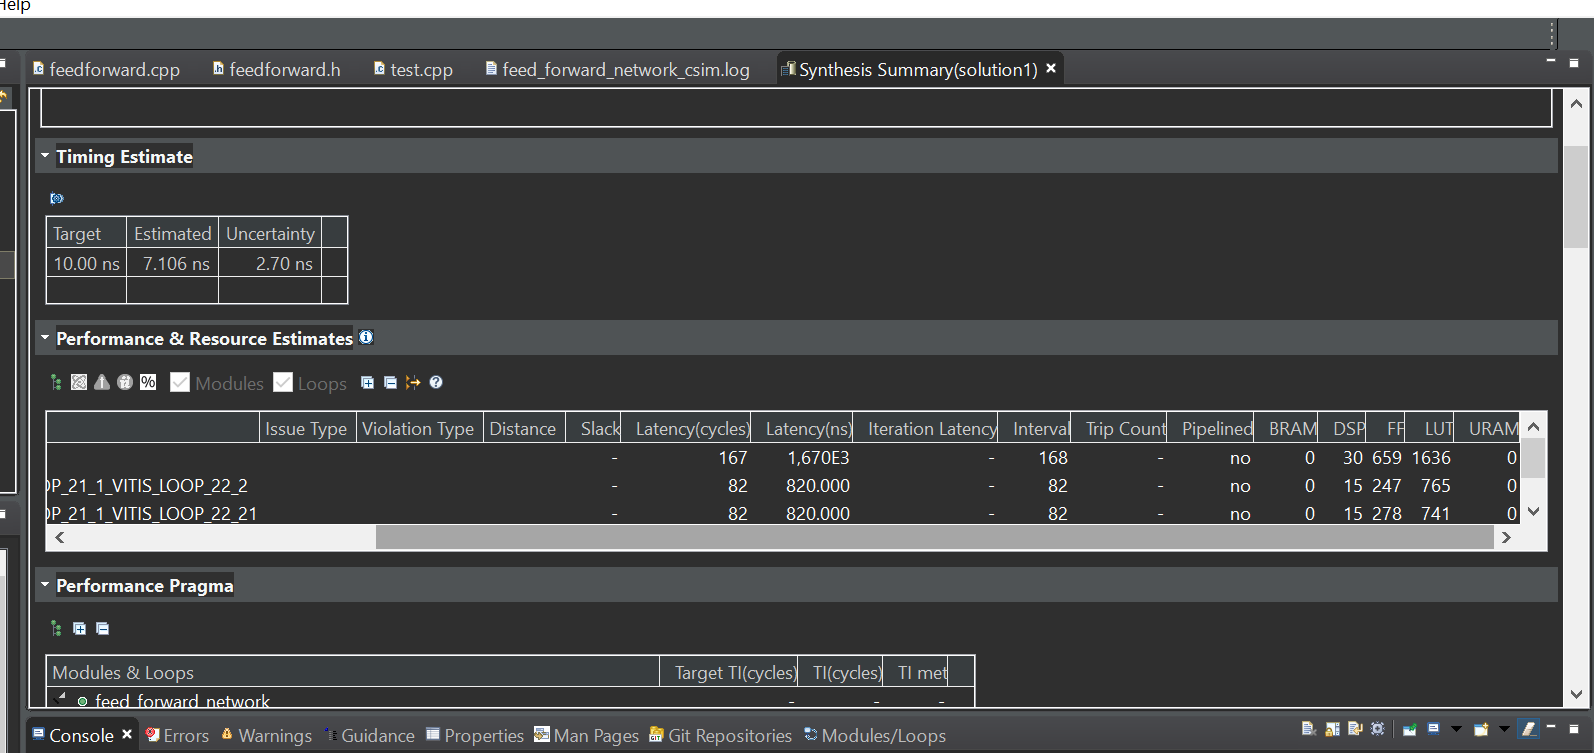 Help
feedforward.cpp feedforward.h test.cpp feed_forward_network_csim.log Synthesis Summary(solution1)
Timing Estimate
Target Estimated Uncertainty
10.00 ns 7.106 ns 2.70 ns
Performance & Resource Estimates
% Modules Loops
Issue Type Violation Type Distance Slack Latency(cycles) Latency(ns) Iteration Latency Interval Trip Count Pipelined BRAM DSP FF LUT URAM
- 167 1,670E3 - 168 - no 0 30 659 1636 0
OP_21_1_VITIS_LOOP_22_2 - 82 820.000 - 82 - no 0 15 247 765 0
OP_21_1_VITIS_LOOP_22_21 - 82 820.000 - 82 - no 0 15 278 741 0
Performance Pragma
Modules & Loops Target TI(cycles) TI(cycles) TI met
feed_forward_network - - -
Console Errors Warnings Guidance Properties Man Pages Git Repositories Modules/Loops